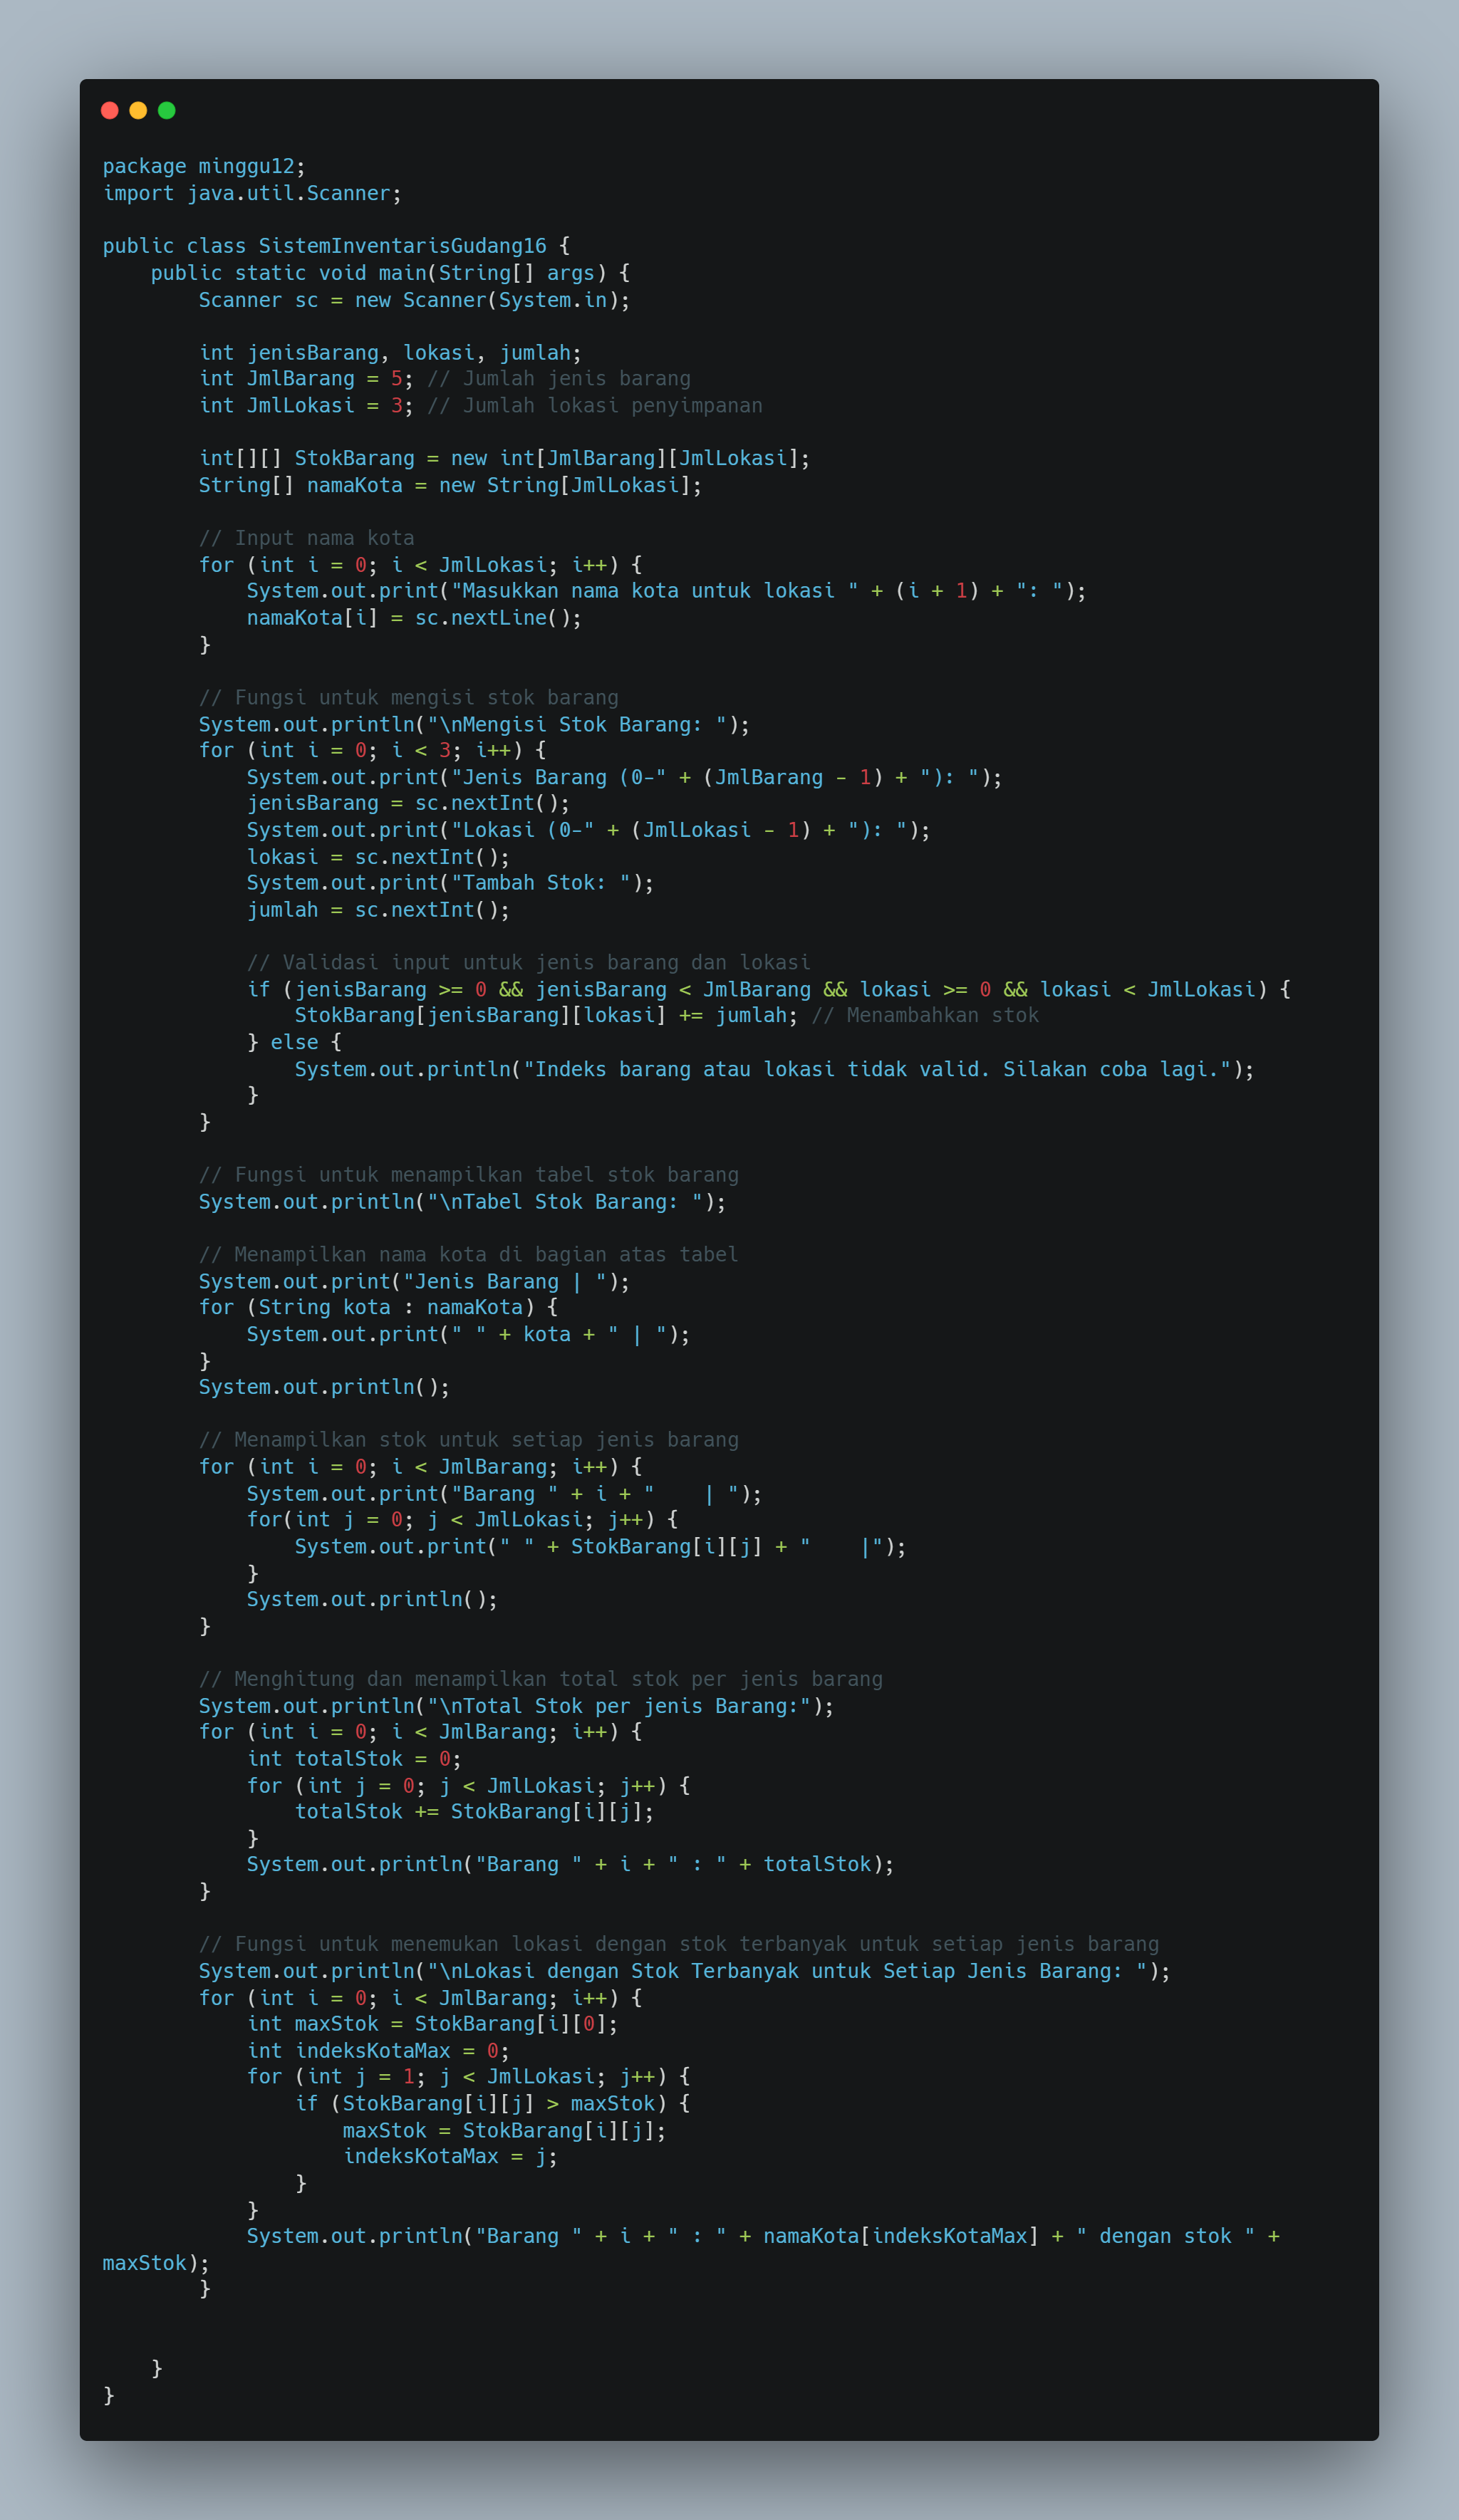 package minggu12;
import java.util.Scanner;

public class SistemInventarisGudang16 {
    public static void main(String[] args) {
        Scanner sc = new Scanner(System.in);

        int jenisBarang, lokasi, jumlah;
        int JmlBarang = 5; // Jumlah jenis barang
        int JmlLokasi = 3; // Jumlah lokasi penyimpanan

        int[][] StokBarang = new int[JmlBarang][JmlLokasi];
        String[] namaKota = new String[JmlLokasi];

        // Input nama kota
        for (int i = 0; i < JmlLokasi; i++) {
            System.out.print("Masukkan nama kota untuk lokasi " + (i + 1) + ": ");
            namaKota[i] = sc.nextLine();
        }

        // Fungsi untuk mengisi stok barang
        System.out.println("\nMengisi Stok Barang: ");
        for (int i = 0; i < 3; i++) {
            System.out.print("Jenis Barang (0-" + (JmlBarang - 1) + "): ");
            jenisBarang = sc.nextInt();
            System.out.print("Lokasi (0-" + (JmlLokasi - 1) + "): ");
            lokasi = sc.nextInt();
            System.out.print("Tambah Stok: ");
            jumlah = sc.nextInt();

            // Validasi input untuk jenis barang dan lokasi
            if (jenisBarang >= 0 && jenisBarang < JmlBarang && lokasi >= 0 && lokasi < JmlLokasi) {
                StokBarang[jenisBarang][lokasi] += jumlah; // Menambahkan stok
            } else {
                System.out.println("Indeks barang atau lokasi tidak valid. Silakan coba lagi.");
            }
        }

        // Fungsi untuk menampilkan tabel stok barang
        System.out.println("\nTabel Stok Barang: ");

        // Menampilkan nama kota di bagian atas tabel
        System.out.print("Jenis Barang | ");
        for (String kota : namaKota) {
            System.out.print(" " + kota + " | ");
        }
        System.out.println();

        // Menampilkan stok untuk setiap jenis barang
        for (int i = 0; i < JmlBarang; i++) {
            System.out.print("Barang " + i + "    | ");
            for(int j = 0; j < JmlLokasi; j++) {
                System.out.print(" " + StokBarang[i][j] + "    |");
            }
            System.out.println();
        }

        // Menghitung dan menampilkan total stok per jenis barang
        System.out.println("\nTotal Stok per jenis Barang:");
        for (int i = 0; i < JmlBarang; i++) {
            int totalStok = 0;
            for (int j = 0; j < JmlLokasi; j++) {
                totalStok += StokBarang[i][j];
            }
            System.out.println("Barang " + i + " : " + totalStok);
        }

        // Fungsi untuk menemukan lokasi dengan stok terbanyak untuk setiap jenis barang
        System.out.println("\nLokasi dengan Stok Terbanyak untuk Setiap Jenis Barang: ");
        for (int i = 0; i < JmlBarang; i++) {
            int maxStok = StokBarang[i][0];
            int indeksKotaMax = 0;
            for (int j = 1; j < JmlLokasi; j++) {
                if (StokBarang[i][j] > maxStok) {
                    maxStok = StokBarang[i][j];
                    indeksKotaMax = j;
                }
            }
            System.out.println("Barang " + i + " : " + namaKota[indeksKotaMax] + " dengan stok " +
maxStok);
        }


    }
}